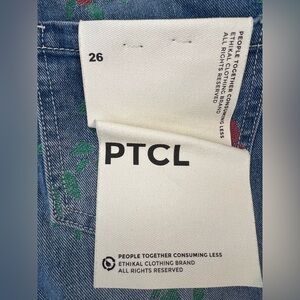 26
PEOPLE TOGETHER CONSUMING LESS
ETHIKAL CLOTHING BRAND
ALL RIGHTS RESERVED
PTCL
PEOPLE TOGETHER CONSUMING LESS
ETHIKAL CLOTHING BRAND
ALL RIGHTS RESERVED